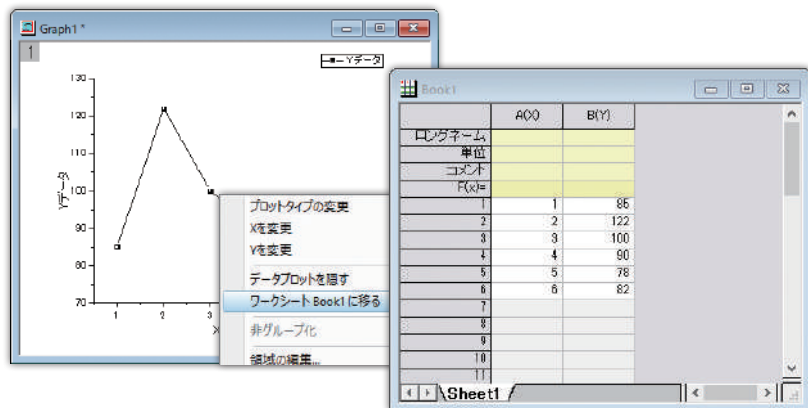 Graph1 *
1
Yデータ
130
120
110
100
90
80
70
Yデータ
1
2
3
X
プロットタイプの変更
Xを変更
Yを変更
データプロットを隠す
ワークシート Book1 に移る
非グループ化
領域の編集...
Book1
A(X) B(Y)
ロングネーム
単位
コメント
F(x)=
1 1 85
2 2 122
3 3 100
4 4 90
5 5 78
6 6 82
7
8
9
10
11
Sheet1